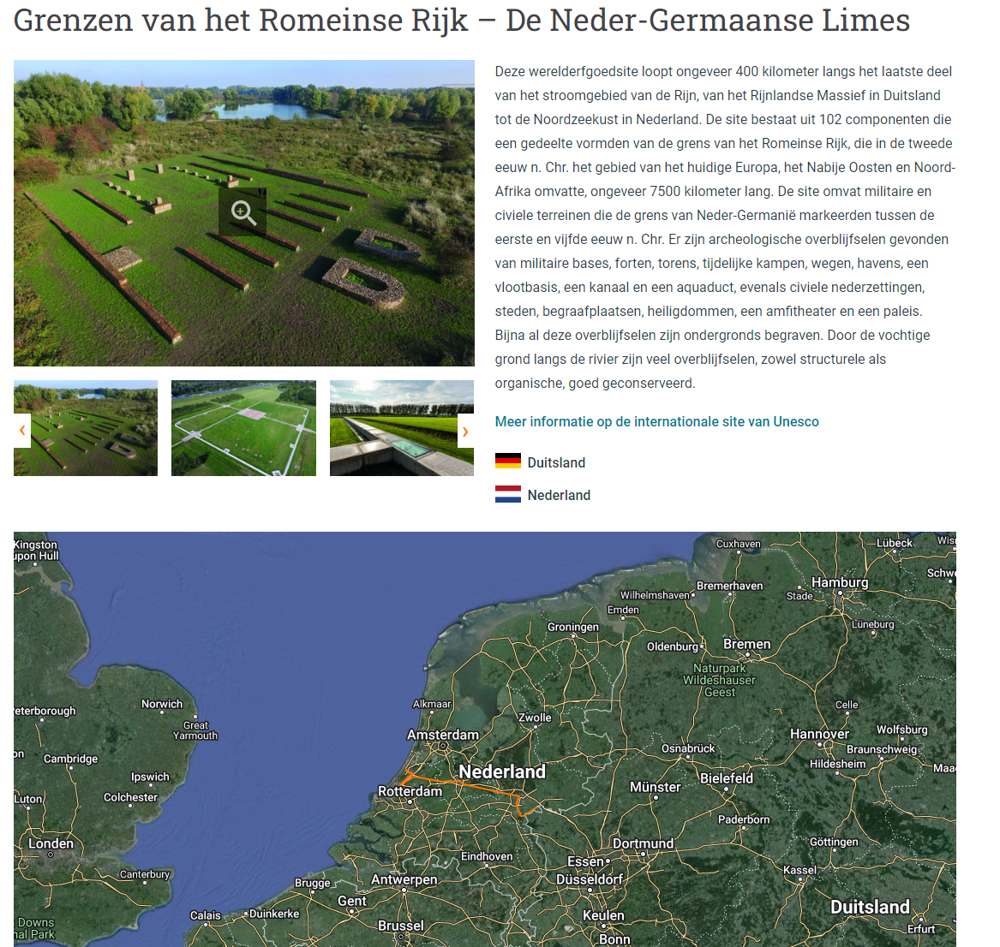 Grenzen van het Romeinse Rijk – De Neder-Germaanse Limes
Deze werelderfgoedsite loopt ongeveer 400 kilometer langs het laatste deel
van het stroomgebied van de Rijn, van het Rijnlandse Massief in Duitsland
tot de Noordzeekust in Nederland. De site bestaat uit 102 componenten die
een gedeelte vormden van de grens van het Romeinse Rijk, die in de tweede
eeuw n. Chr. het gebied van het huidige Europa, het Nabije Oosten en Noord-
Afrika omvatte, ongeveer 7500 kilometer lang. De site omvat militaire en
civiele terreinen die de grens van Neder-Germanië markeerden tussen de
eerste en vijfde eeuw n. Chr. Er zijn archeologische overblijfselen gevonden
van militaire bases, forten, torens, tijdelijke kampen, wegen, havens, een
vlootbasis, een kanaal en een aquaduct, evenals civiele nederzettingen,
steden, begraafplaatsen, heiligdommen, een amfitheater en een paleis.
Bijna al deze overblijfselen zijn ondergronds begraven. Door de vochtige
grond langs de rivier zijn veel overblijfselen, zowel structurele als
organische, goed geconserveerd.
Meer informatie op de internationale site van Unesco
Duitsland
Nederland
Kingston
upon Hull
Cuxhaven
Lübeck
Wis
Schwe
Hamburg
Bremerhaven
Wilhelmshaven
Stade
Emden
Groningen
Lüneburg
Oldenburg
Bremen
Naturpark
Wildeshauser
Geest
Norwich
Alkmaar
Celle
eterborough
Zwolle
Great
Yarmouth
Amsterdam
Hannover
Wolfsburg
Osnabrück
Braunschweig
on
Cambridge
Hildesheim
Maa
Nederland
Ipswich
Bielefeld
Münster
Rotterdam
Colchester
Luton
Paderborn
Londen
Dortmund
Göttingen
Eindhoven
Essen
Canterbury
Kassel
Brugge
Antwerpen
Düsseldorf
Gent
Duitsland
Calais
Duinkerke
Keulen
Downs
nal Park
Brussel
Erfurt
Bonn